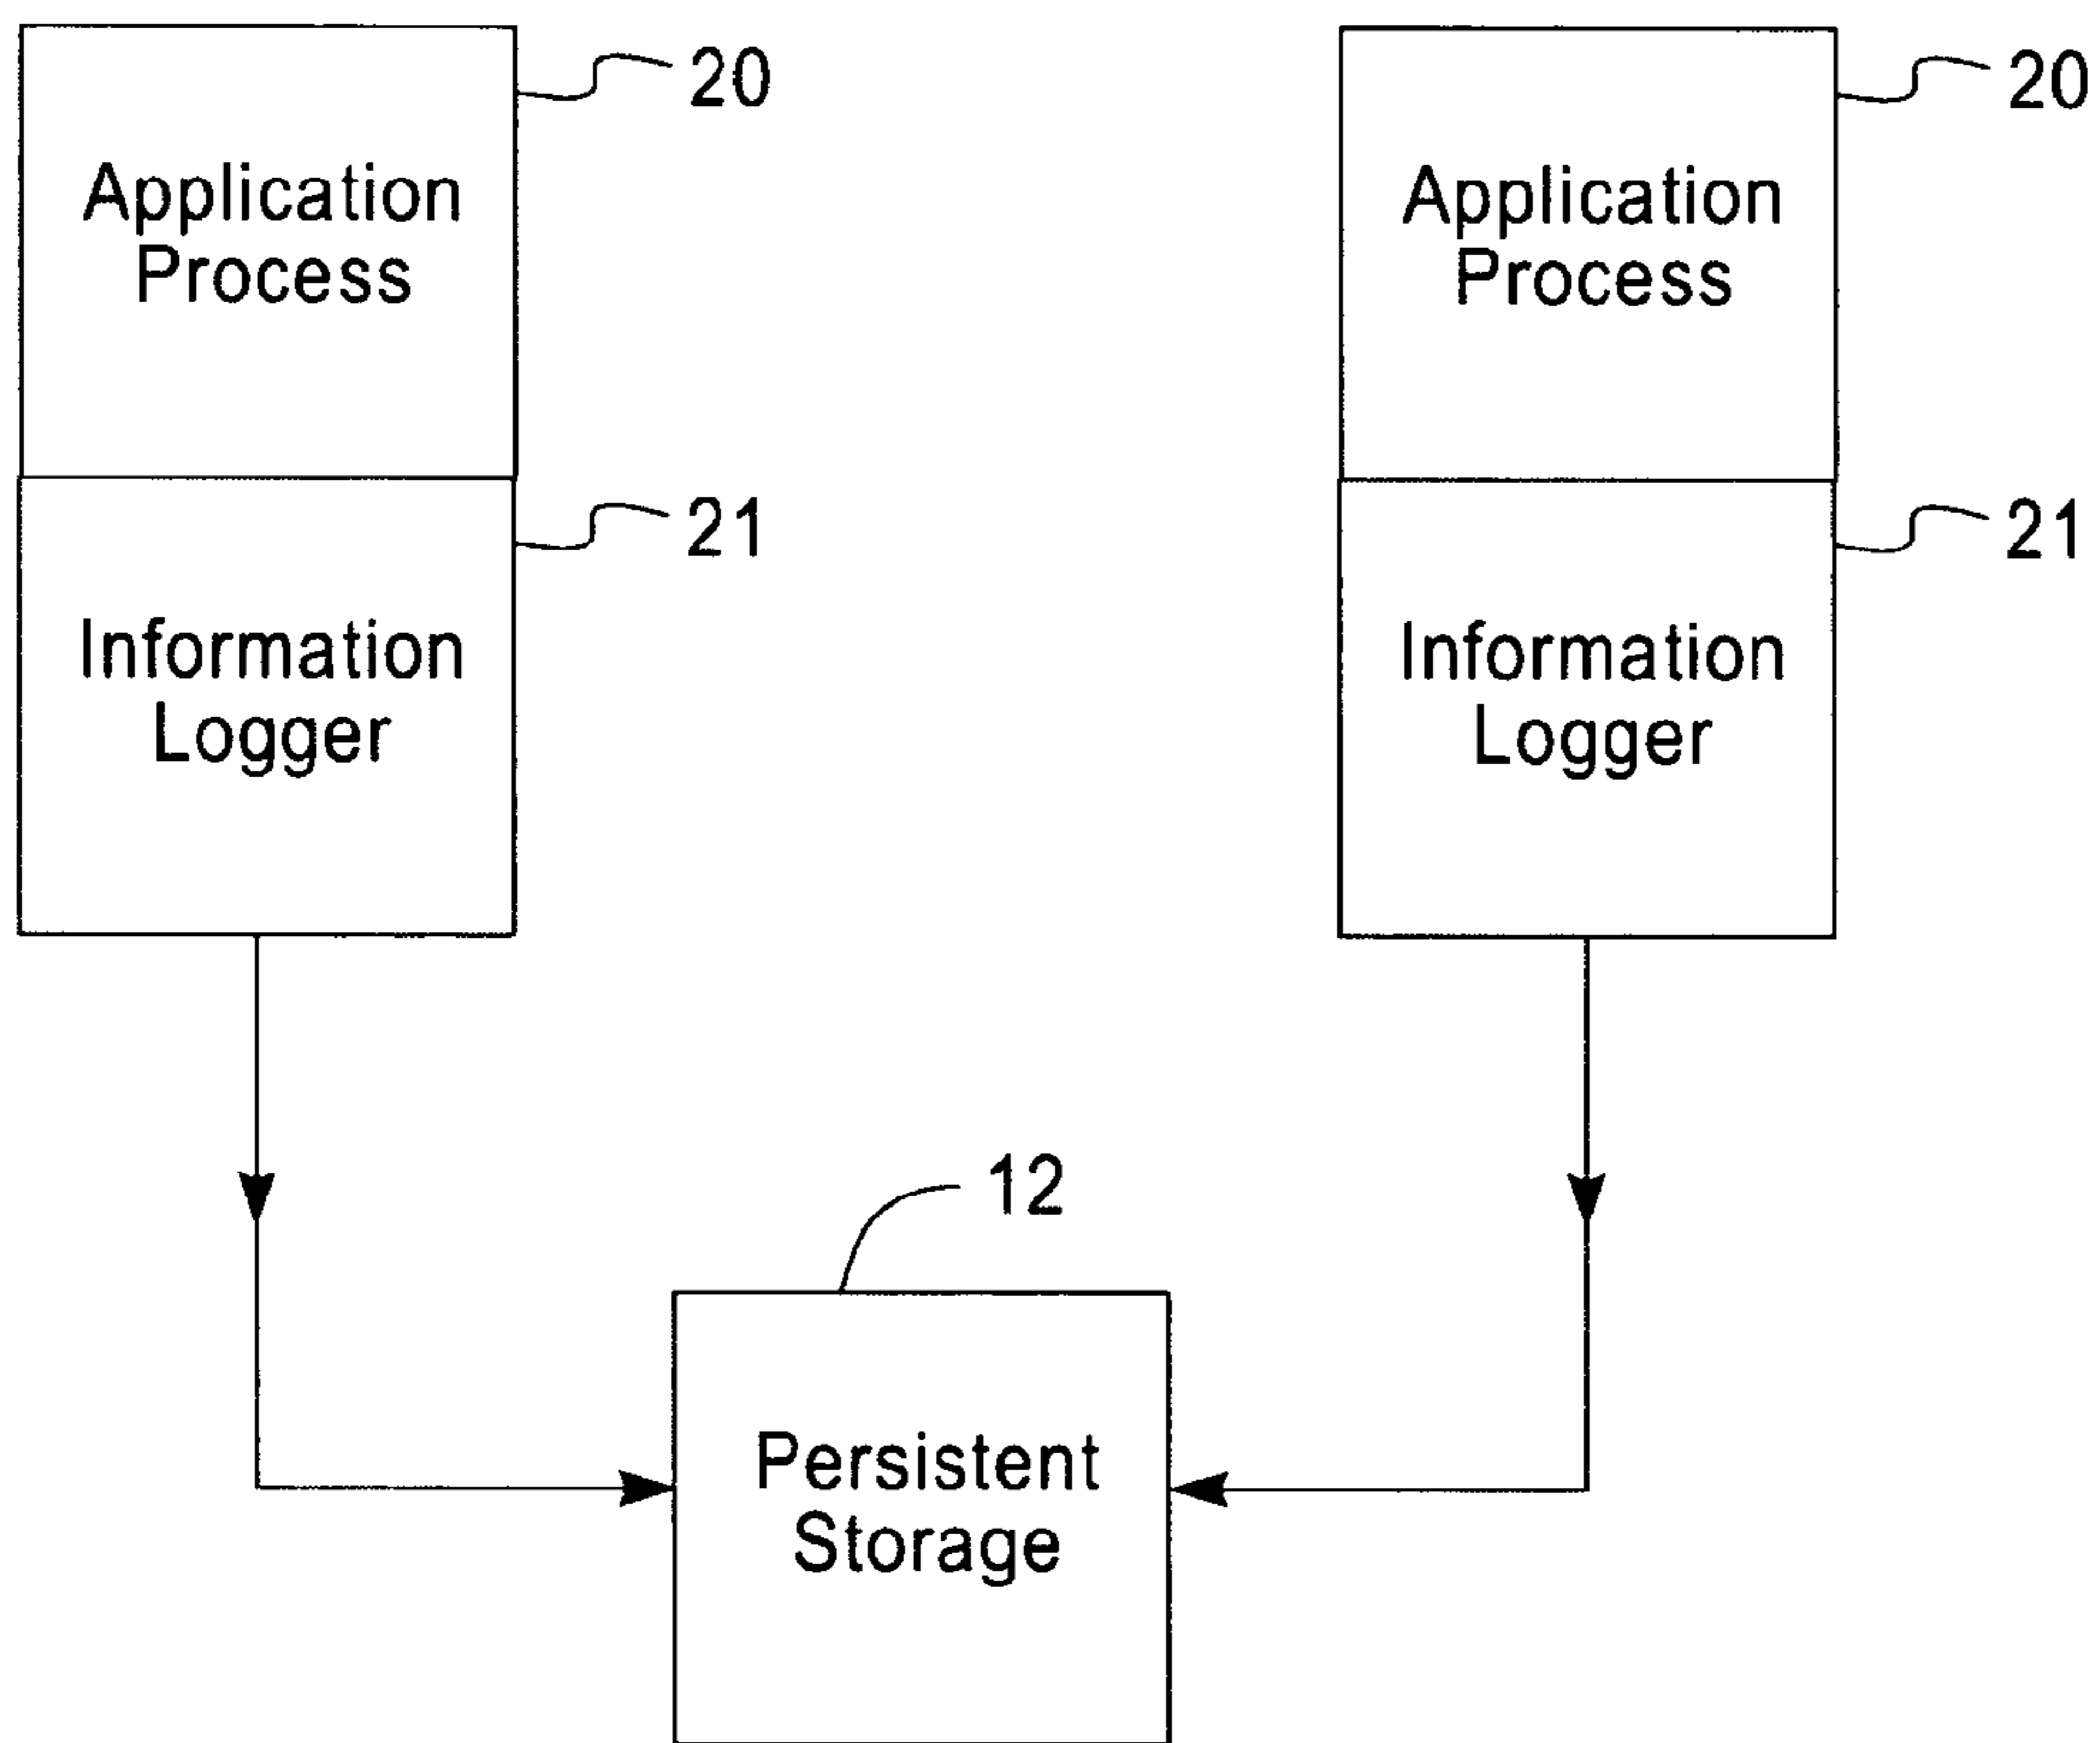 20
Application
Process
21
Information
Logger
20
Application
Process
21
Information
Logger
12
Persistent
Storage